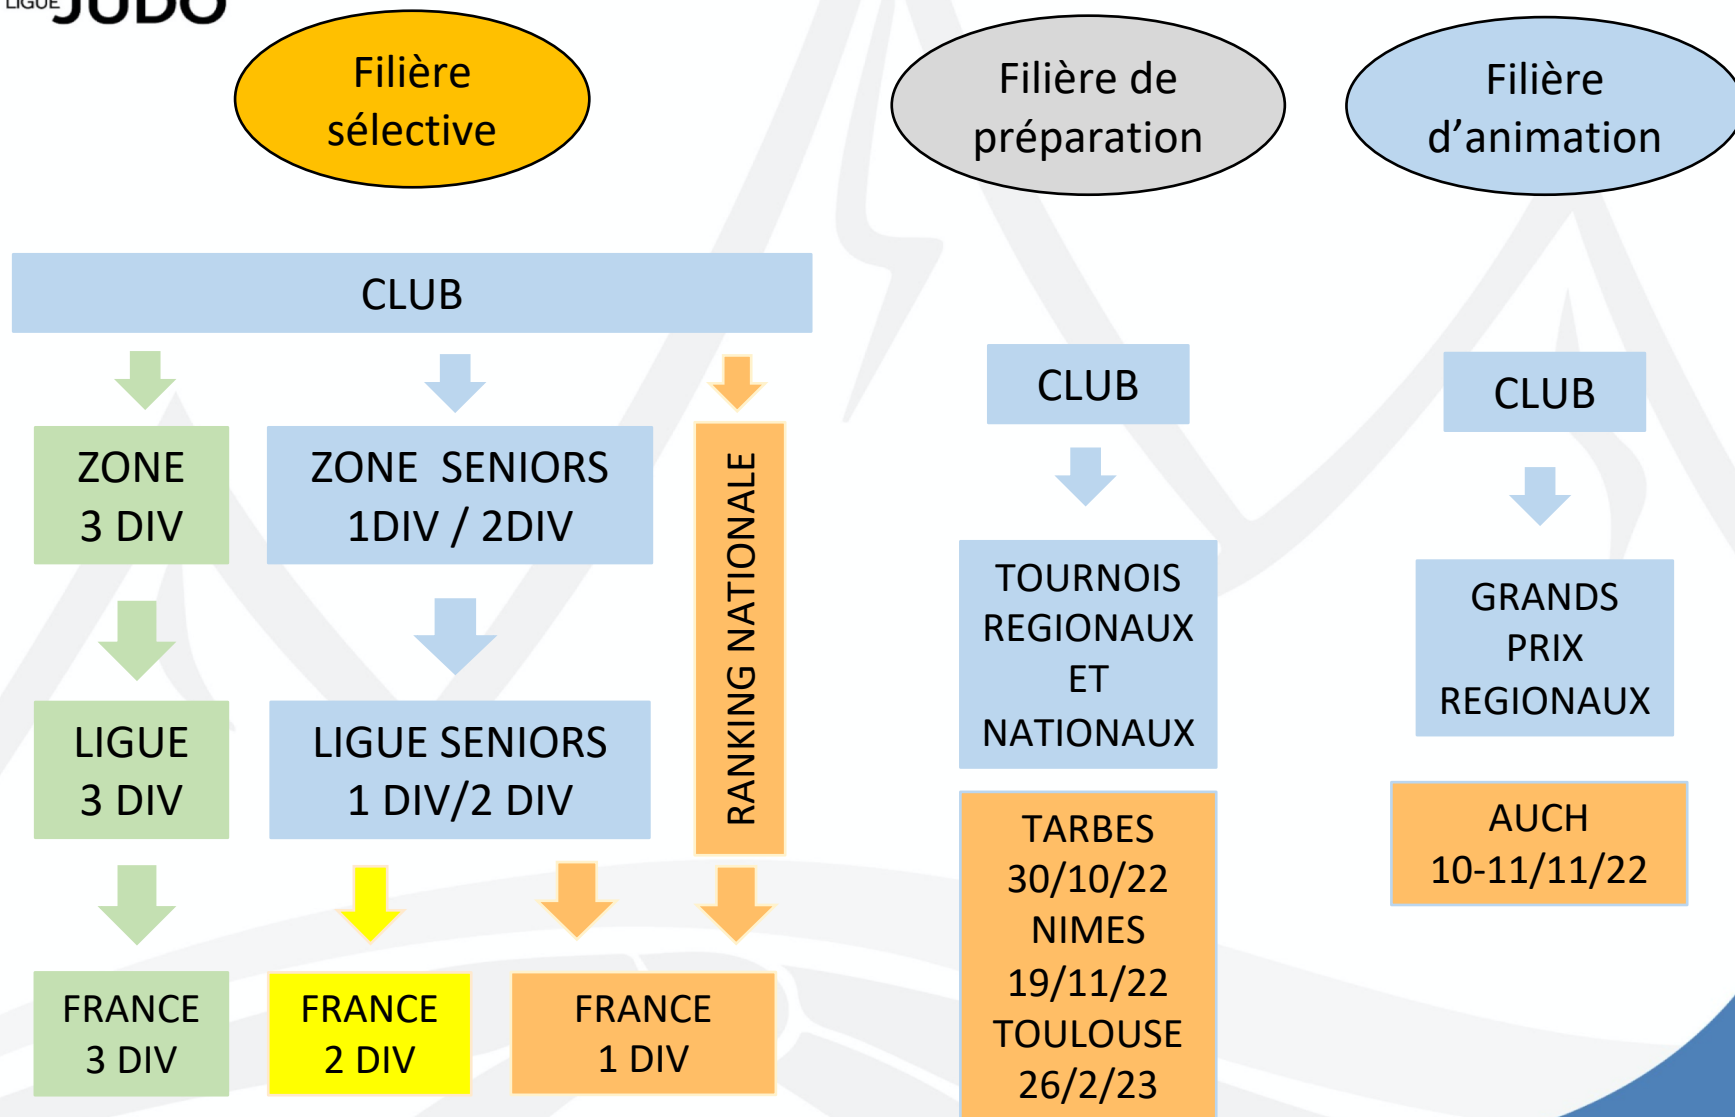 LIGUE JUDO
Filière
sélective
Filière de
préparation
Filière
d’animation
CLUB
ZONE
3 DIV
ZONE SENIORS
1DIV / 2DIV
RANKING NATIONALE
LIGUE
3 DIV
LIGUE SENIORS
1 DIV/2 DIV
FRANCE
3 DIV
FRANCE
2 DIV
FRANCE
1 DIV
CLUB
TOURNOIS
REGIONAUX
ET
NATIONAUX
TARBES
30/10/22
NIMES
19/11/22
TOULOUSE
26/2/23
CLUB
GRANDS
PRIX
REGIONAUX
AUCH
10-11/11/22